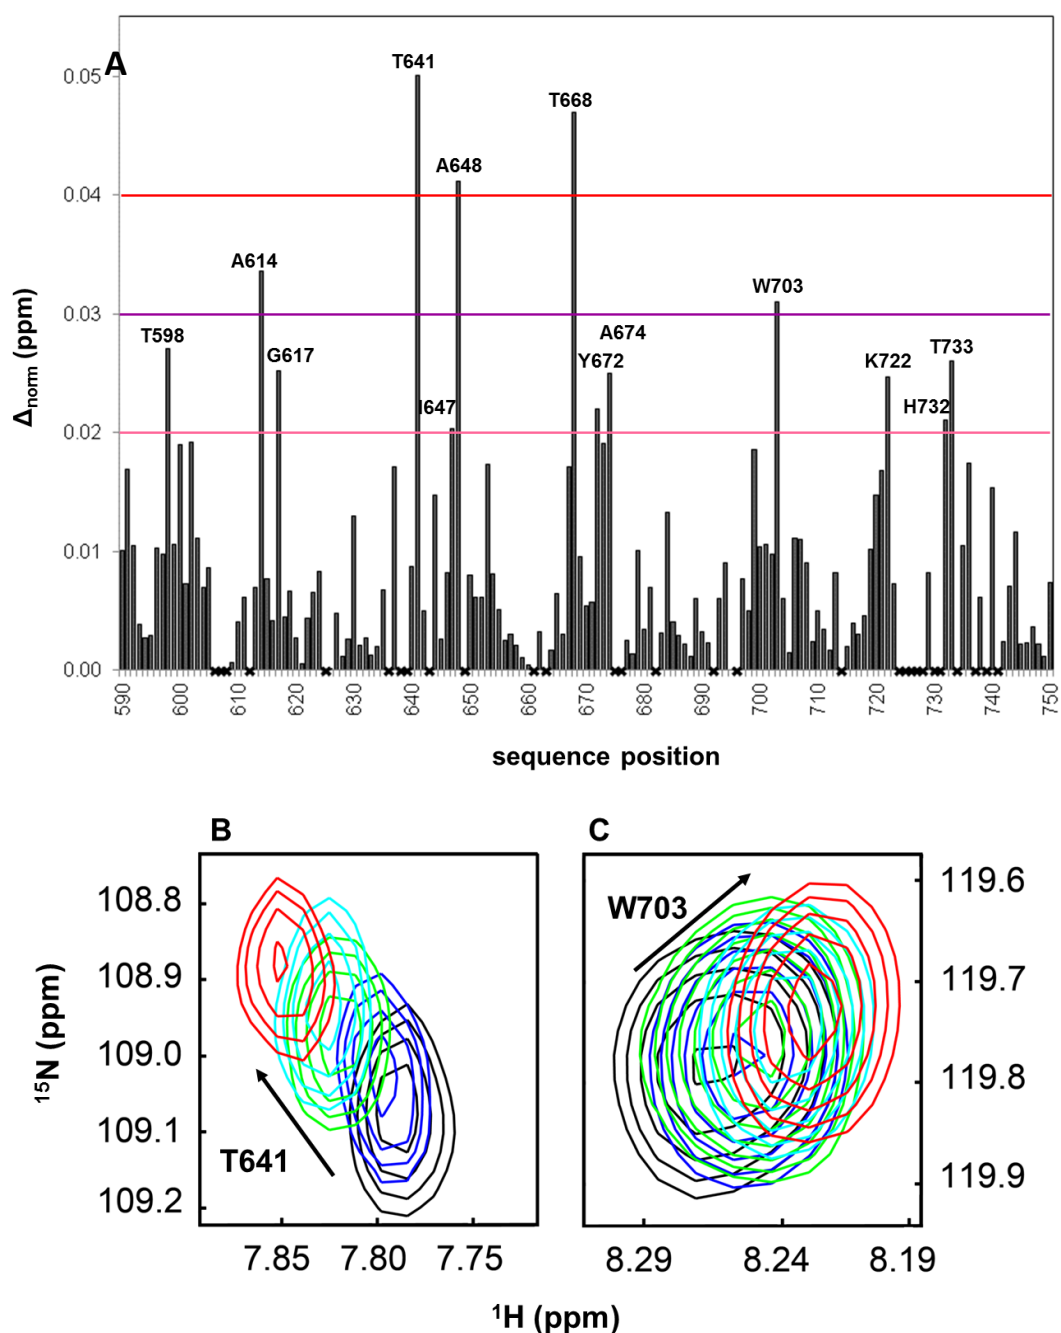 A
0.05
0.04
0.03
0.02
0.01
0.00
Δnorm (ppm)
T598
A614
G617
T641
I647
A648
T668
Y672
A674
W703
K722
H732
T733
590
600
610
620
630
640
650
660
670
680
690
700
710
720
730
740
750
sequence position
B
108.8
108.9
109.0
109.1
109.2
15N (ppm)
T641
7.85
7.80
7.75
C
W703
119.6
119.7
119.8
119.9
8.29
8.24
8.19
1H (ppm)